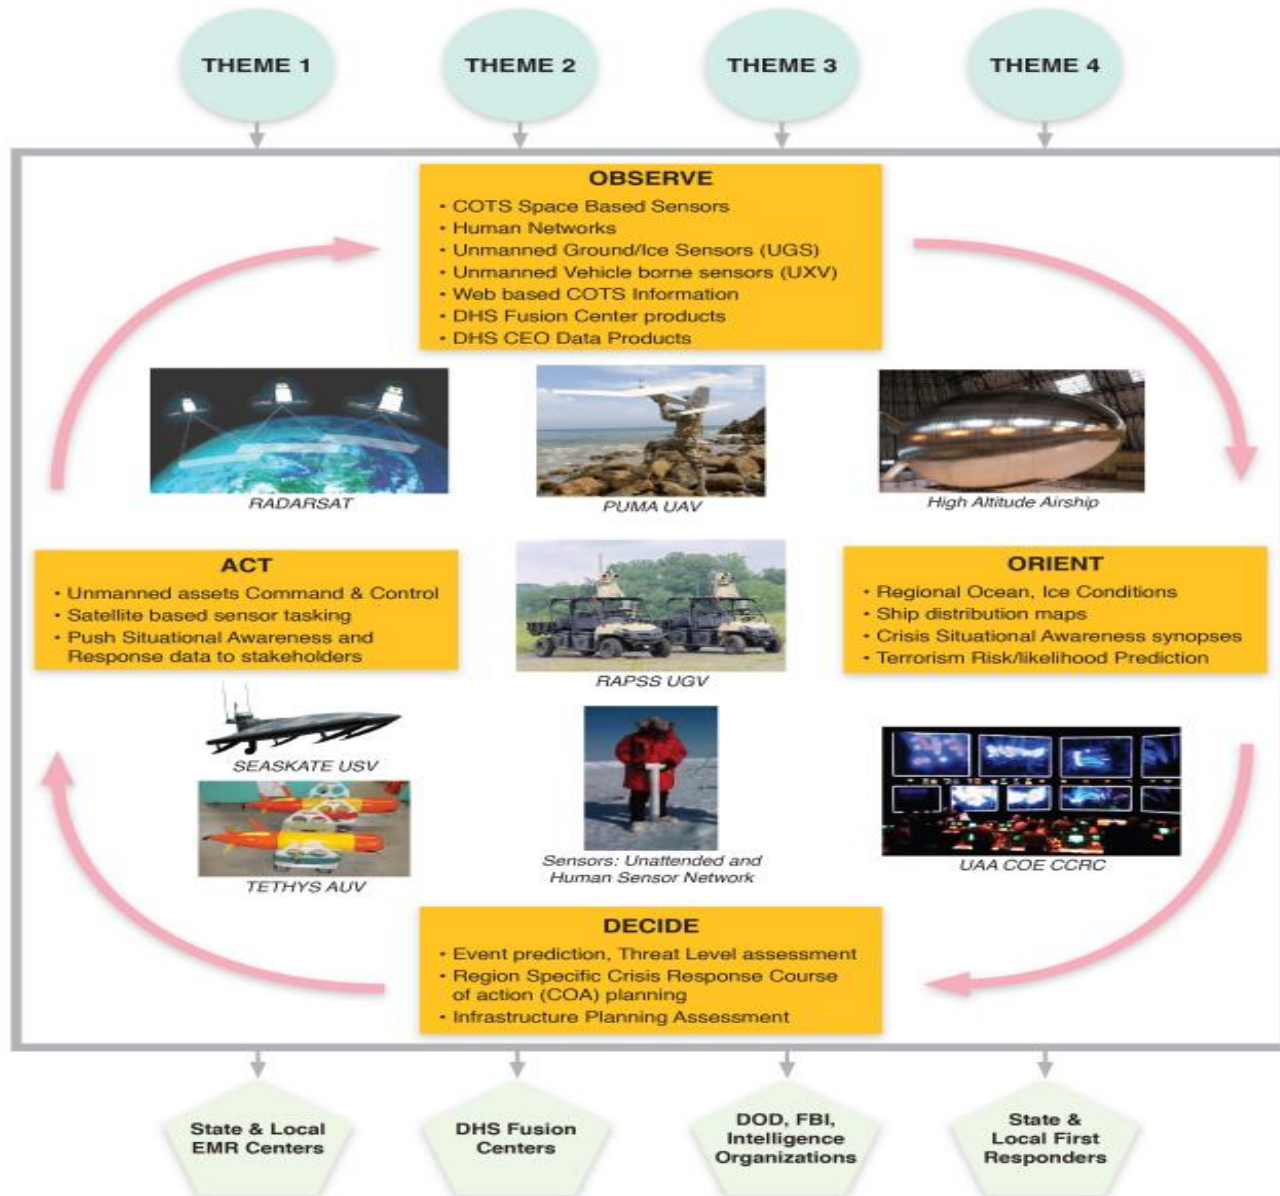 THEME 1
THEME 2
THEME 3
THEME 4
OBSERVE
• COTS Space Based Sensors
• Human Networks
• Unmanned Ground/Ice Sensors (UGS)
• Unmanned Vehicle borne sensors (UXV)
• Web based COTS Information
• DHS Fusion Center products
• DHS CEO Data Products
RADARSAT
PUMA UAV
High Altitude Airship
ACT
• Unmanned assets Command & Control
• Satellite based sensor tasking
• Push Situational Awareness and
Response data to stakeholders
RAPSS UGV
ORIENT
• Regional Ocean, Ice Conditions
• Ship distribution maps
• Crisis Situational Awareness synopses
• Terrorism Risk/likelihood Prediction
SEASKATE USV
TETHYS AUV
Sensors: Unattended and
Human Sensor Network
UAA COE CCRC
DECIDE
• Event prediction, Threat Level assessment
• Region Specific Crisis Response Course
of action (COA) planning
• Infrastructure Planning Assessment
State & Local
EMR Centers
DHS Fusion
Centers
DOD, FBI,
Intelligence
Organizations
State &
Local First
Responders